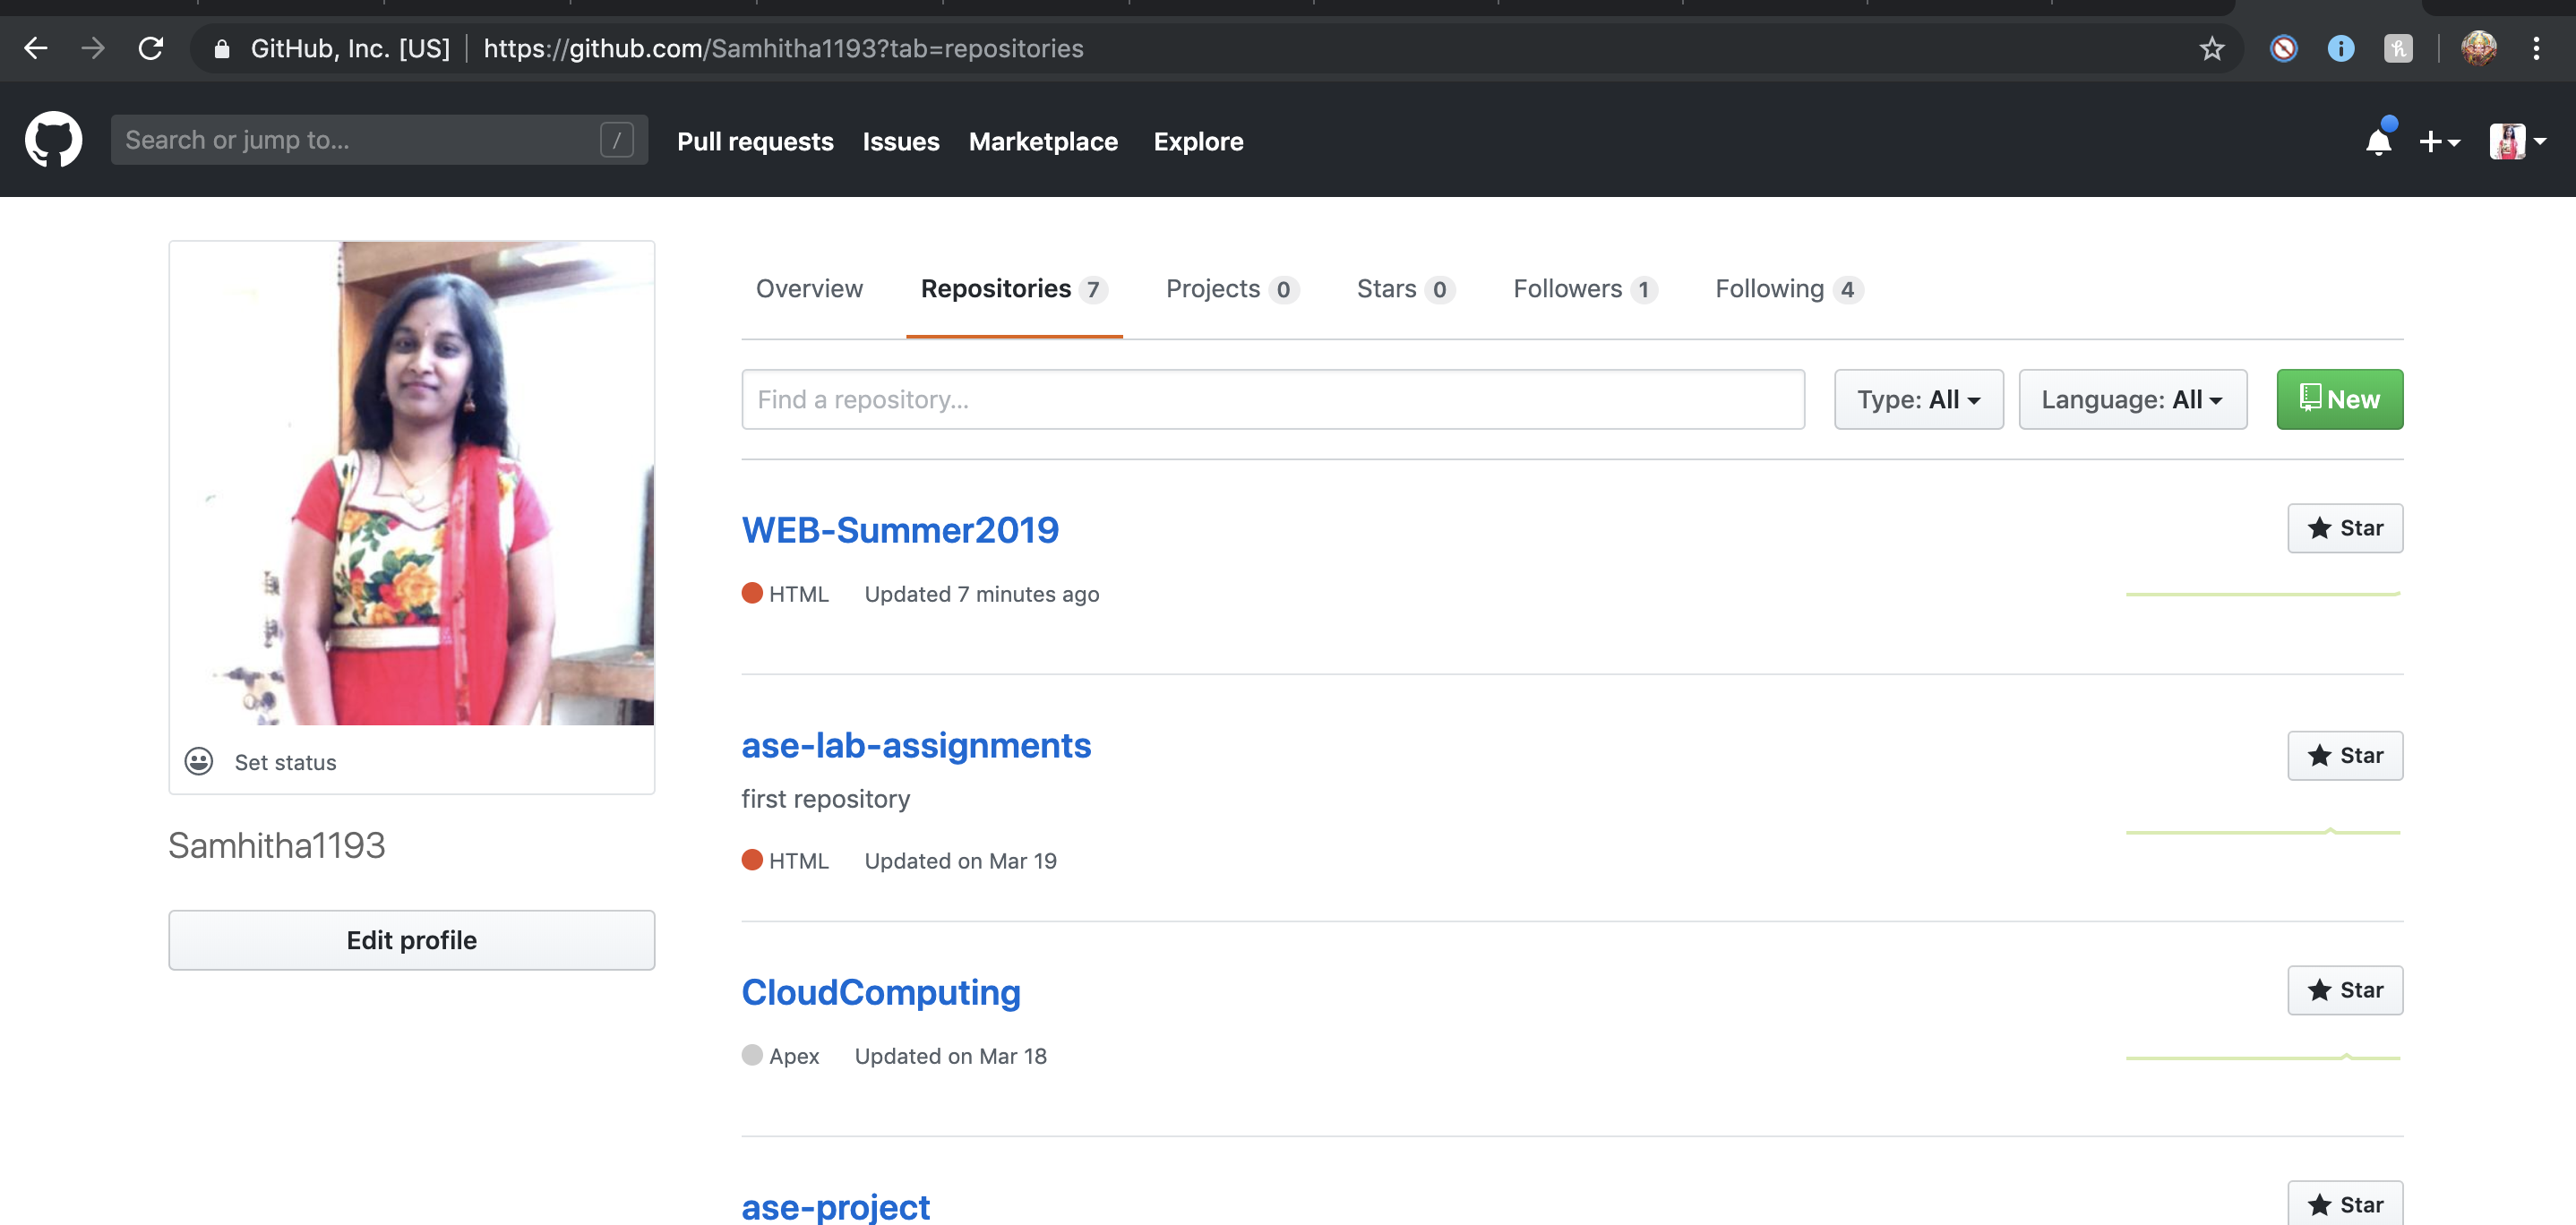 GitHub, Inc. [US] https://github.com/Samhitha1193?tab=repositories
Search or jump to... /
Pull requests Issues Marketplace Explore
Overview Repositories 7 Projects 0 Stars 0 Followers 1 Following 4
Find a repository... Type: All Language: All New
WEB-Summer2019 Star
HTML Updated 7 minutes ago
ase-lab-assignments Star
first repository
HTML Updated on Mar 19
CloudComputing Star
Apex Updated on Mar 18
ase-project Star
Set status
Samhitha1193
Edit profile